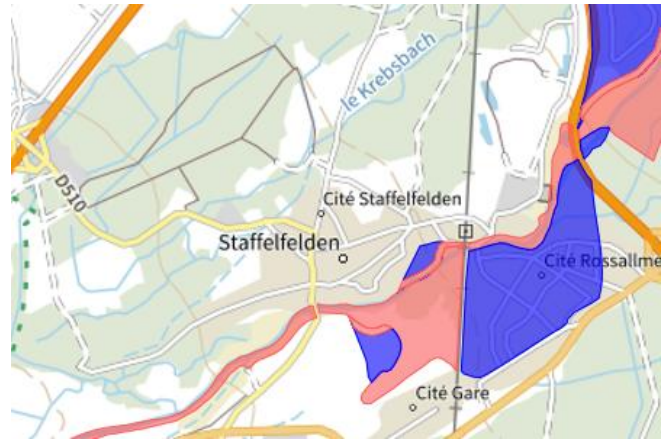 le Krebsbach
D510
Cité Staffelfelden
Staffelfelden
Cité Rossallme
Cité Gare